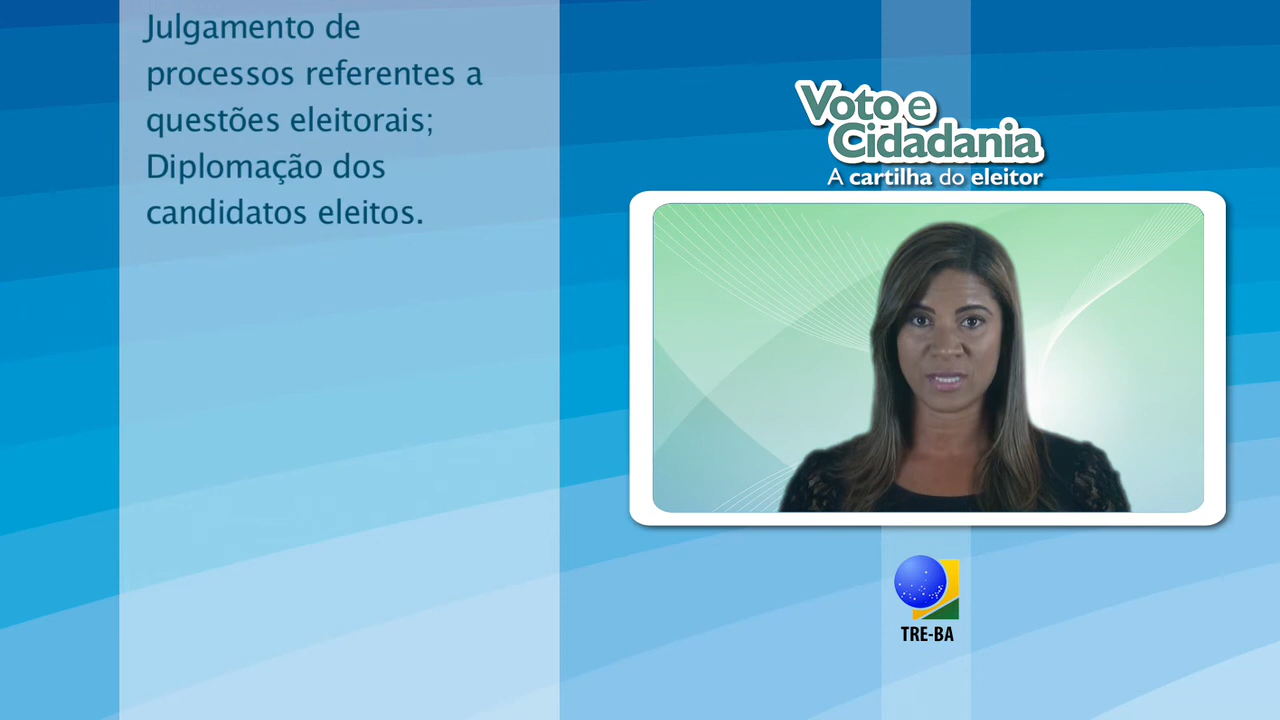 Julgamento de
processos referentes a
questões eleitorais;
Diplomação dos
candidatos eleitos.
Voto e
Cidadania
A cartilha do eleitor
TRE-BA